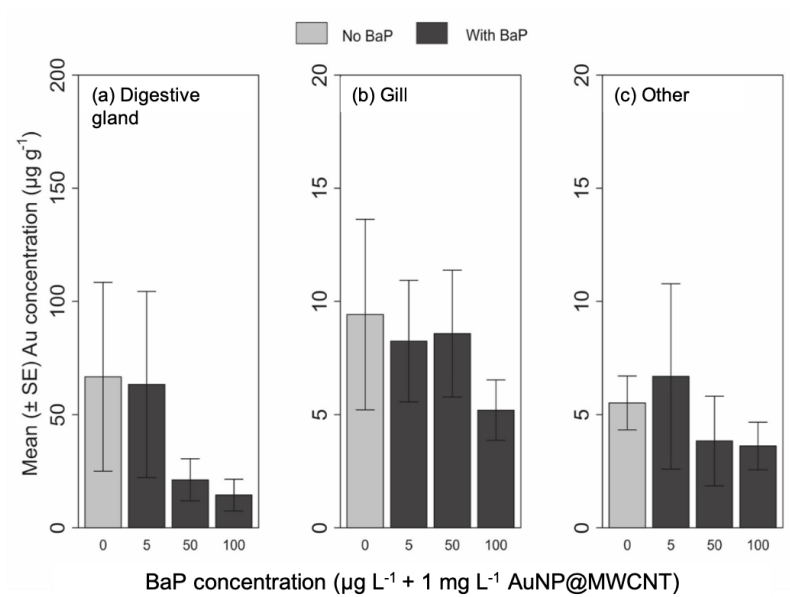 No BaP With BaP
Mean (± SE) Au concentration (µg g⁻¹)
(a) Digestive
gland
200
150
100
50
0
0 5 50 100
(b) Gill
20
15
10
5
0
0 5 50 100
(c) Other
20
15
10
5
0
0 5 50 100
BaP concentration (µg L⁻¹ + 1 mg L⁻¹ AuNP@MWCNT)